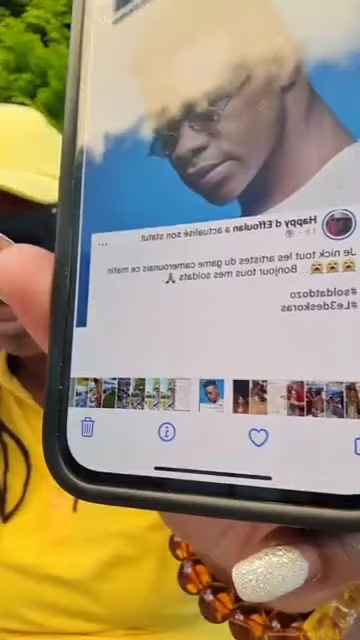 Happy d'Effoulan a actualisé son statut
1 h
Je nick tout les artistes du game camerounais ce matin
😭😭😭...Bonjour tous mes soldats 🙏
#soldatdozo
#Le3deskoras